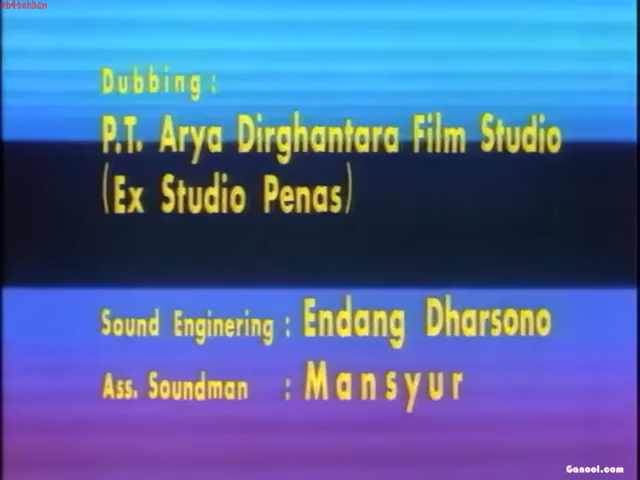 Dubbing :
P.T. Arya Dirghantara Film Studio
(Ex Studio Penas)
Sound Enginering : Endang Dharsono
Ass. Soundman : Mansyur
Ganool.com